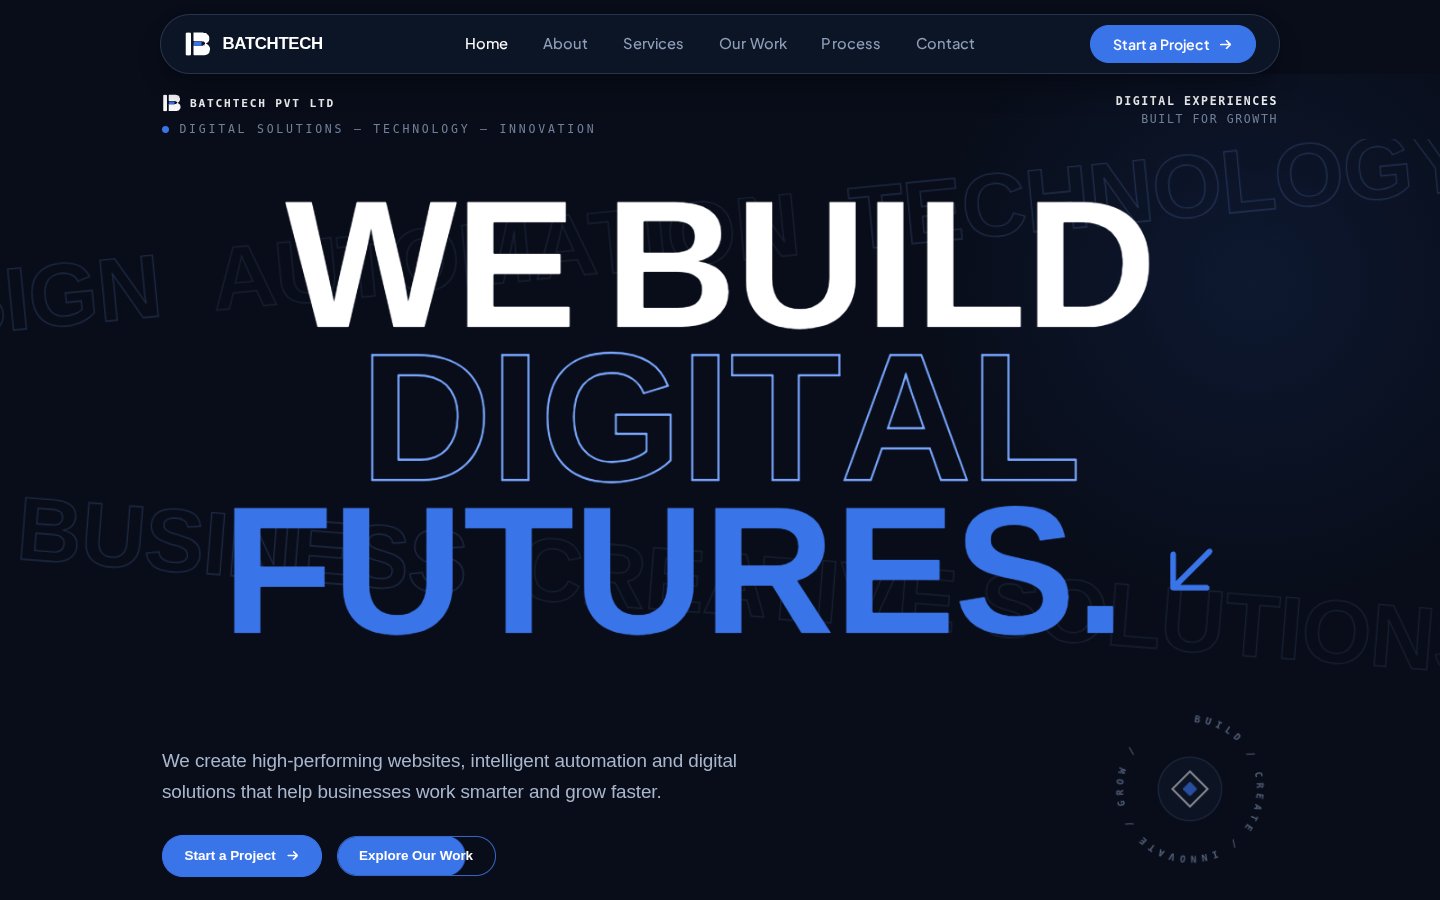 BATCHTECH
Home About Services Our Work Process Contact
Start a Project
BATCHTECH PVT LTD
DIGITAL SOLUTIONS — TECHNOLOGY — INNOVATION
DIGITAL EXPERIENCES
BUILT FOR GROWTH
AUTOMATION TECHNOLOGY
WE BUILD
DIGITAL
FUTURES.
BUSINESS CREATIVE SOLUTIONS
We create high-performing websites, intelligent automation and digital
solutions that help businesses work smarter and grow faster.
Start a Project
Explore Our Work
BUILD / CREATE / INNOVATE / GROW /